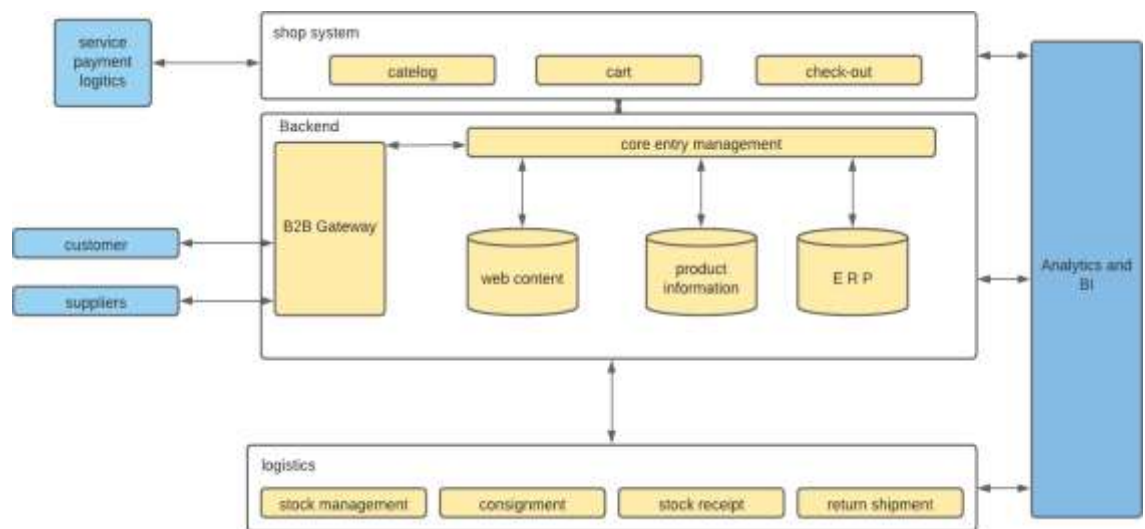 service
payment
logitics
shop system
catelog
cart
check-out
Backend
core entry management
B2B Gateway
customer
suppliers
web content
product
information
E R P
Analytics and
BI
logistics
stock management
consignment
stock receipt
return shipment